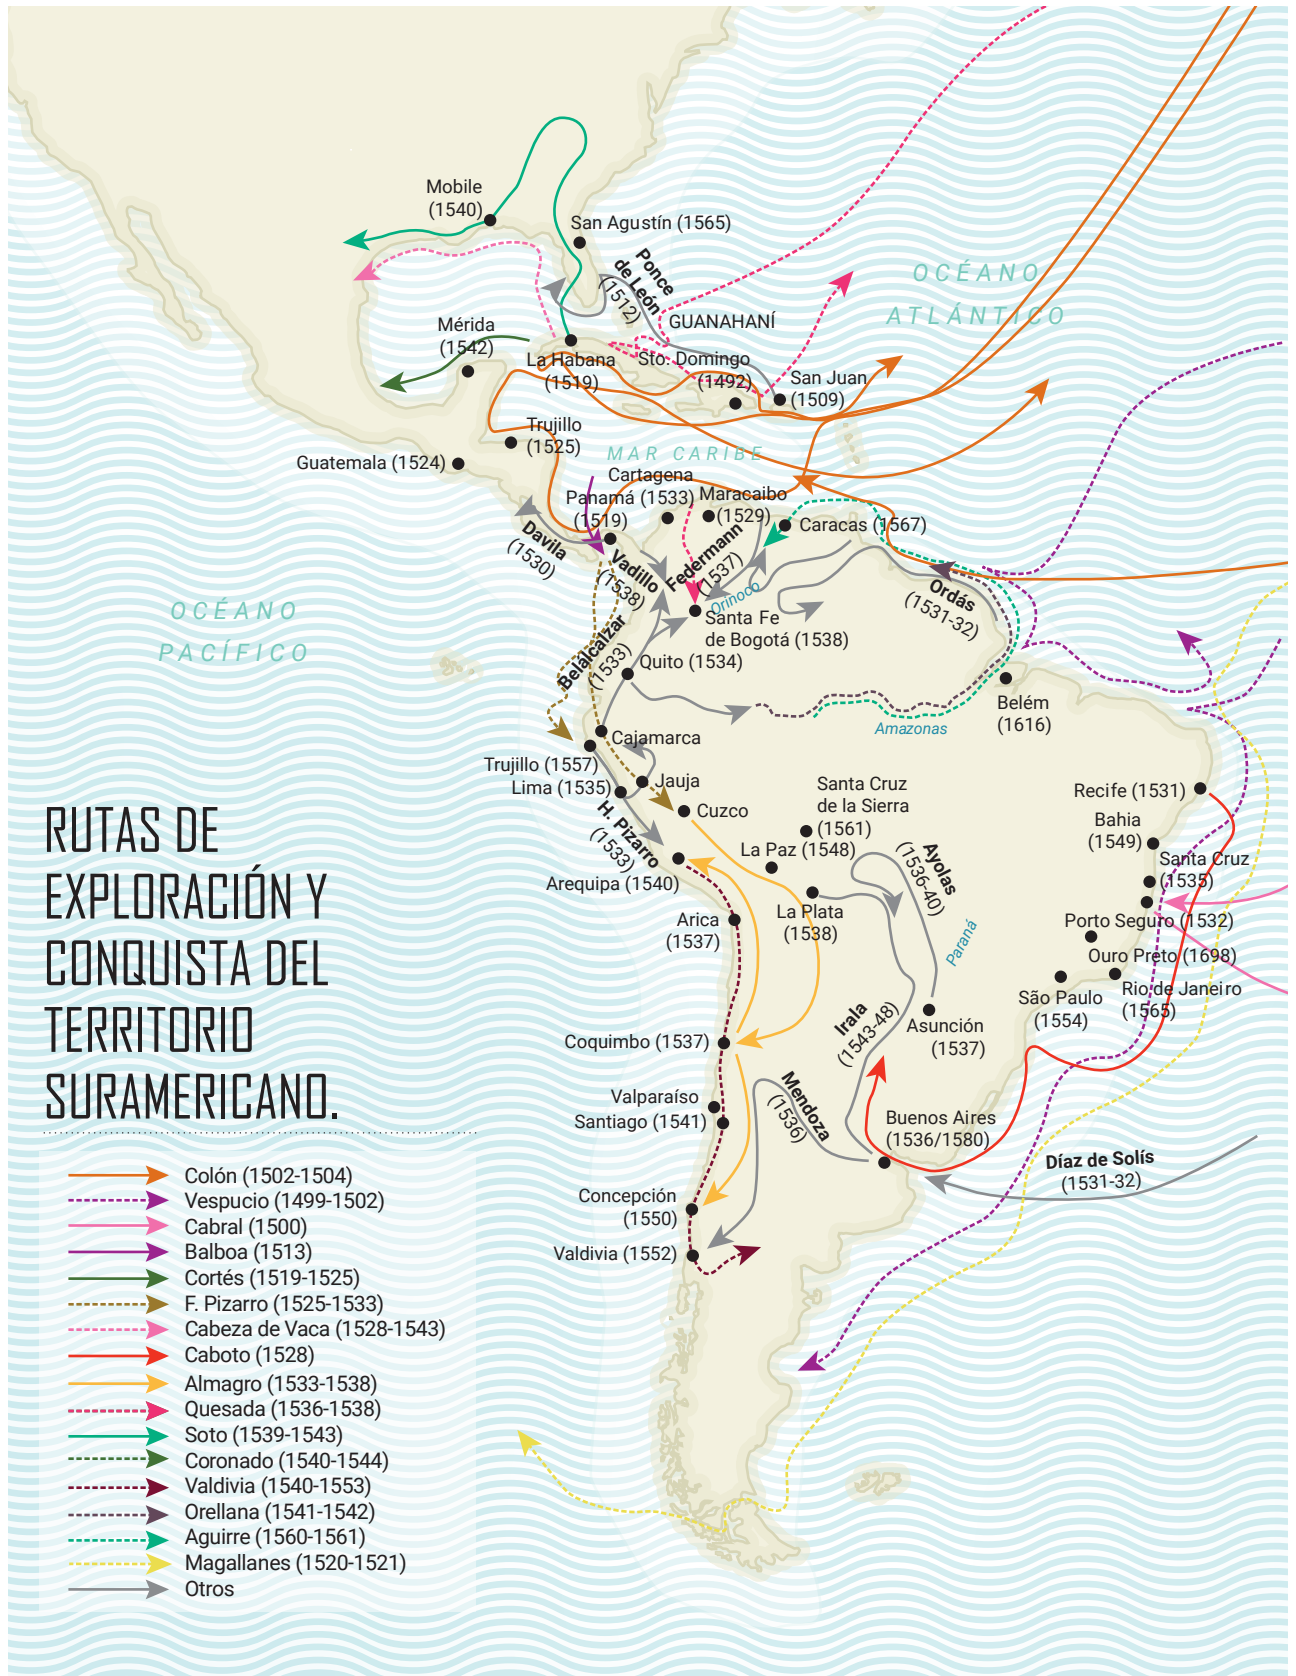 Mobile
(1540)
San Agustín (1565)
Ponce
de León
(1512)
OCÉANO
ATLÁNTICO
GUANAHANÍ
Mérida
(1542)
La Habana
(1519)
Sto. Domingo
(1492)
San Juan
(1509)
Trujillo
(1525)
Guatemala (1524)
MAR CARIBE
Cartagena
(1533)
Panamá
(1519)
Maracaibo
(1529)
Caracas (1567)
Davila
(1530)
Vadillo
(1538)
Federmann
(1537)
Orinoco
Ordás
(1531-32)
OCÉANO
PACÍFICO
Santa Fe
de Bogotá (1538)
Belalcalzar
(1533)
Quito (1534)
Belém
(1616)
Amazonas
Cajamarca
Trujillo (1557)
Lima (1535)
Jauja
Cuzco
H. Pizarro
(1533)
Santa Cruz
de la Sierra
(1561)
La Paz (1548)
Recife (1531)
Bahia
(1549)
Santa Cruz
(1535)
Arequipa (1540)
Ayolas
(1536-40)
La Plata
(1538)
Arica
(1537)
Porto Seguro (1532)
Paraná
Ouro Preto (1698)
São Paulo
(1554)
Rio de Janeiro
(1565)
Coquimbo (1537)
Irala
(1543-48)
Asunción
(1537)
Valparaíso
Santiago (1541)
Mendoza
(1536)
Buenos Aires
(1536/1580)
Díaz de Solís
(1531-32)
Concepción
(1550)
Valdivia (1552)
RUTAS DE
EXPLORACIÓN Y
CONQUISTA DEL
TERRITORIO
SURAMERICANO.
Colón (1502-1504)
Vespucio (1499-1502)
Cabral (1500)
Balboa (1513)
Cortés (1519-1525)
F. Pizarro (1525-1533)
Cabeza de Vaca (1528-1543)
Caboto (1528)
Almagro (1533-1538)
Quesada (1536-1538)
Soto (1539-1543)
Coronado (1540-1544)
Valdivia (1540-1553)
Orellana (1541-1542)
Aguirre (1560-1561)
Magallanes (1520-1521)
Otros